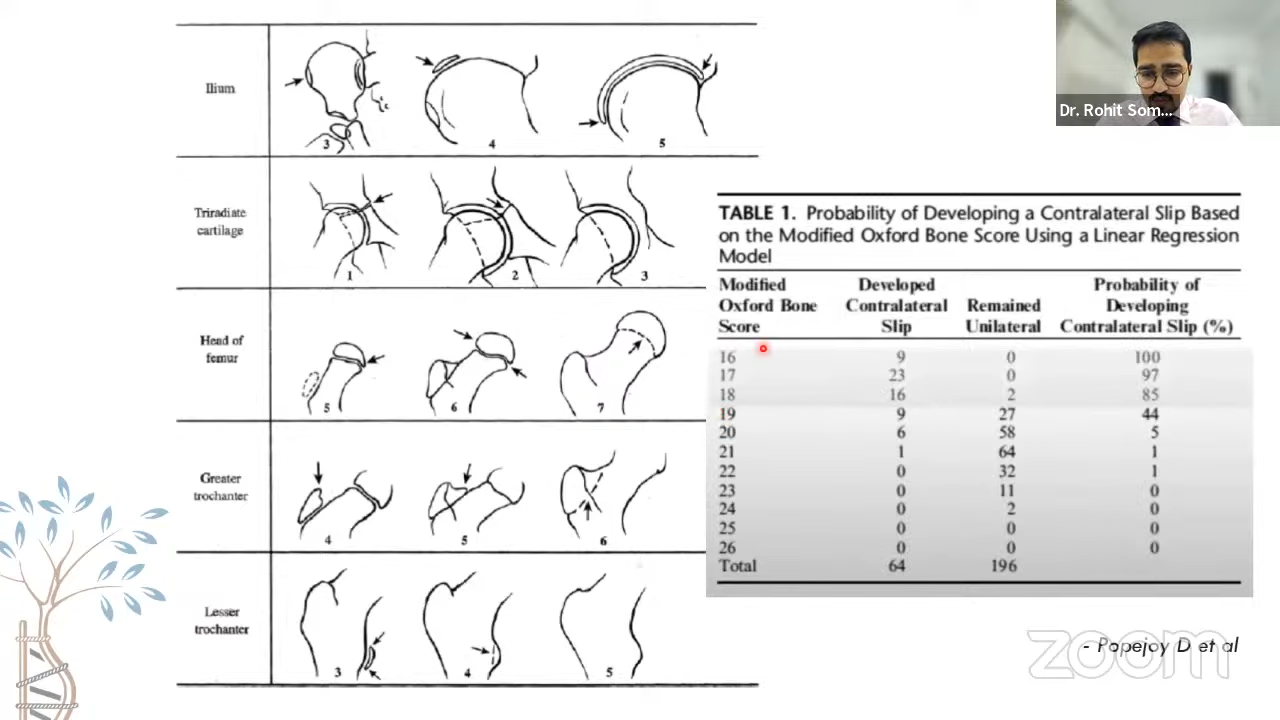 Dr. Rohit Som...
Ilium
3 4 5
Triradiate
cartilage
1 2 3
Head of
femur
5 6 7
Greater
trochanter
4 5 6
Lesser
trochanter
3 4 5
TABLE 1. Probability of Developing a Contralateral Slip Based
on the Modified Oxford Bone Score Using a Linear Regression
Model
Modified Developed Probability of
Oxford Bone Contralateral Remained Developing
Score Slip Unilateral Contralateral Slip (%)
16 9 0 100
17 23 0 97
18 16 2 85
19 9 27 44
20 6 58 5
21 1 64 1
22 0 32 1
23 0 11 0
24 0 2 0
25 0 0 0
26 0 0 0
Total 64 196
- Popejoy D et al
zoom